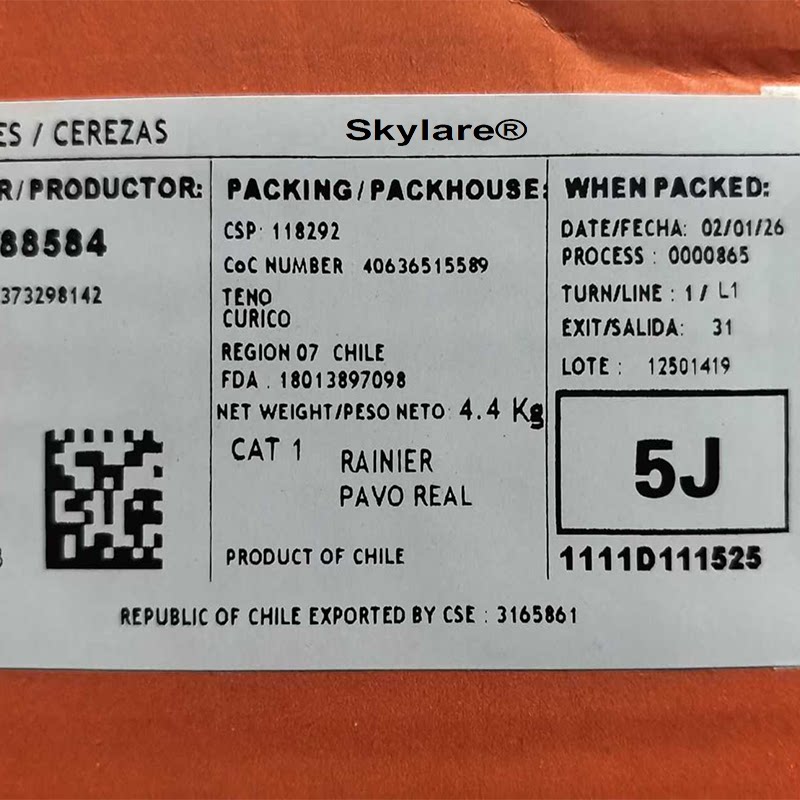 ES / CEREZAS
Skylare®
R/PRODUCTOR:
88584
373298142
PACKING/PACKHOUSE:
CSP: 118292
CoC NUMBER 40636515589
TENO
CURICO
REGION 07 CHILE
FDA . 18013897098
NET WEIGHT/PESO NETO: 4.4 Kg
CAT 1
RAINIER
PAVO REAL
PRODUCT OF CHILE
WHEN PACKED:
DATE/FECHA: 02/01/26
PROCESS : 0000865
TURN/LINE : 1 / L1
EXIT/SALIDA: 31
LOTE : 12501419
5J
1111D111525
REPUBLIC OF CHILE EXPORTED BY CSE : 3165861